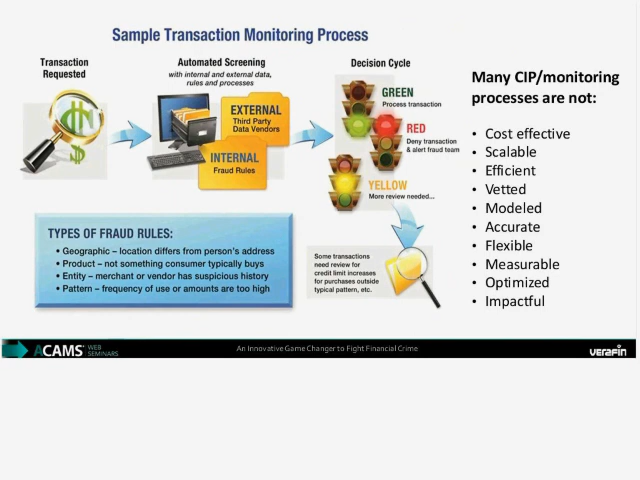 Sample Transaction Monitoring Process
Transaction
Requested
Automated Screening
with internal and external data,
rules and processes
EXTERNAL
Third Party
Data Vendors
INTERNAL
Fraud Rules
Decision Cycle
GREEN
Process transaction
RED
Deny transaction
& alert fraud team
YELLOW
More review needed...
Some transactions
need review for
credit limit increases
for purchases outside
typical pattern, etc.
TYPES OF FRAUD RULES:
• Geographic – location differs from person's address
• Product – not something consumer typically buys
• Entity – merchant or vendor has suspicious history
• Pattern – frequency of use or amounts are too high
Many CIP/monitoring
processes are not:
• Cost effective
• Scalable
• Efficient
• Vetted
• Modeled
• Accurate
• Flexible
• Measurable
• Optimized
• Impactful
ACAMS WEB
SEMINARS
An Innovative Game Changer to Fight Financial Crime
verafin